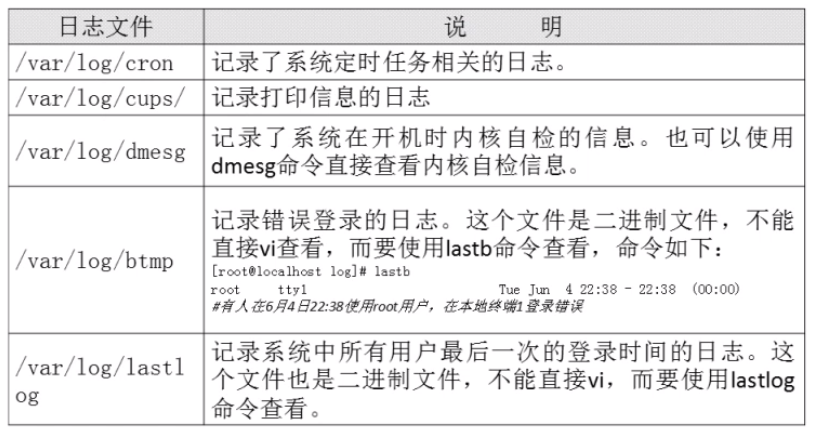 日志文件 说 明
/var/log/cron 记录了系统定时任务相关的日志。
/var/log/cups/ 记录打印信息的日志
/var/log/dmesg 记录了系统在开机时内核自检的信息。也可以使用
dmesg命令直接查看内核自检信息。
/var/log/btmp 记录错误登录的日志。这个文件是二进制文件，不能
直接vi查看，而要使用lastb命令查看，命令如下：
[root@localhost log]# lastb
root tty1 Tue Jun 4 22:38 - 22:38 (00:00)
#有人在6月4日22:38使用root用户，在本地终端1登录错误
/var/log/lastl
og
记录系统中所有用户最后一次的登录时间的日志。这
个文件也是二进制文件，不能直接vi，而要使用lastlog
命令查看。